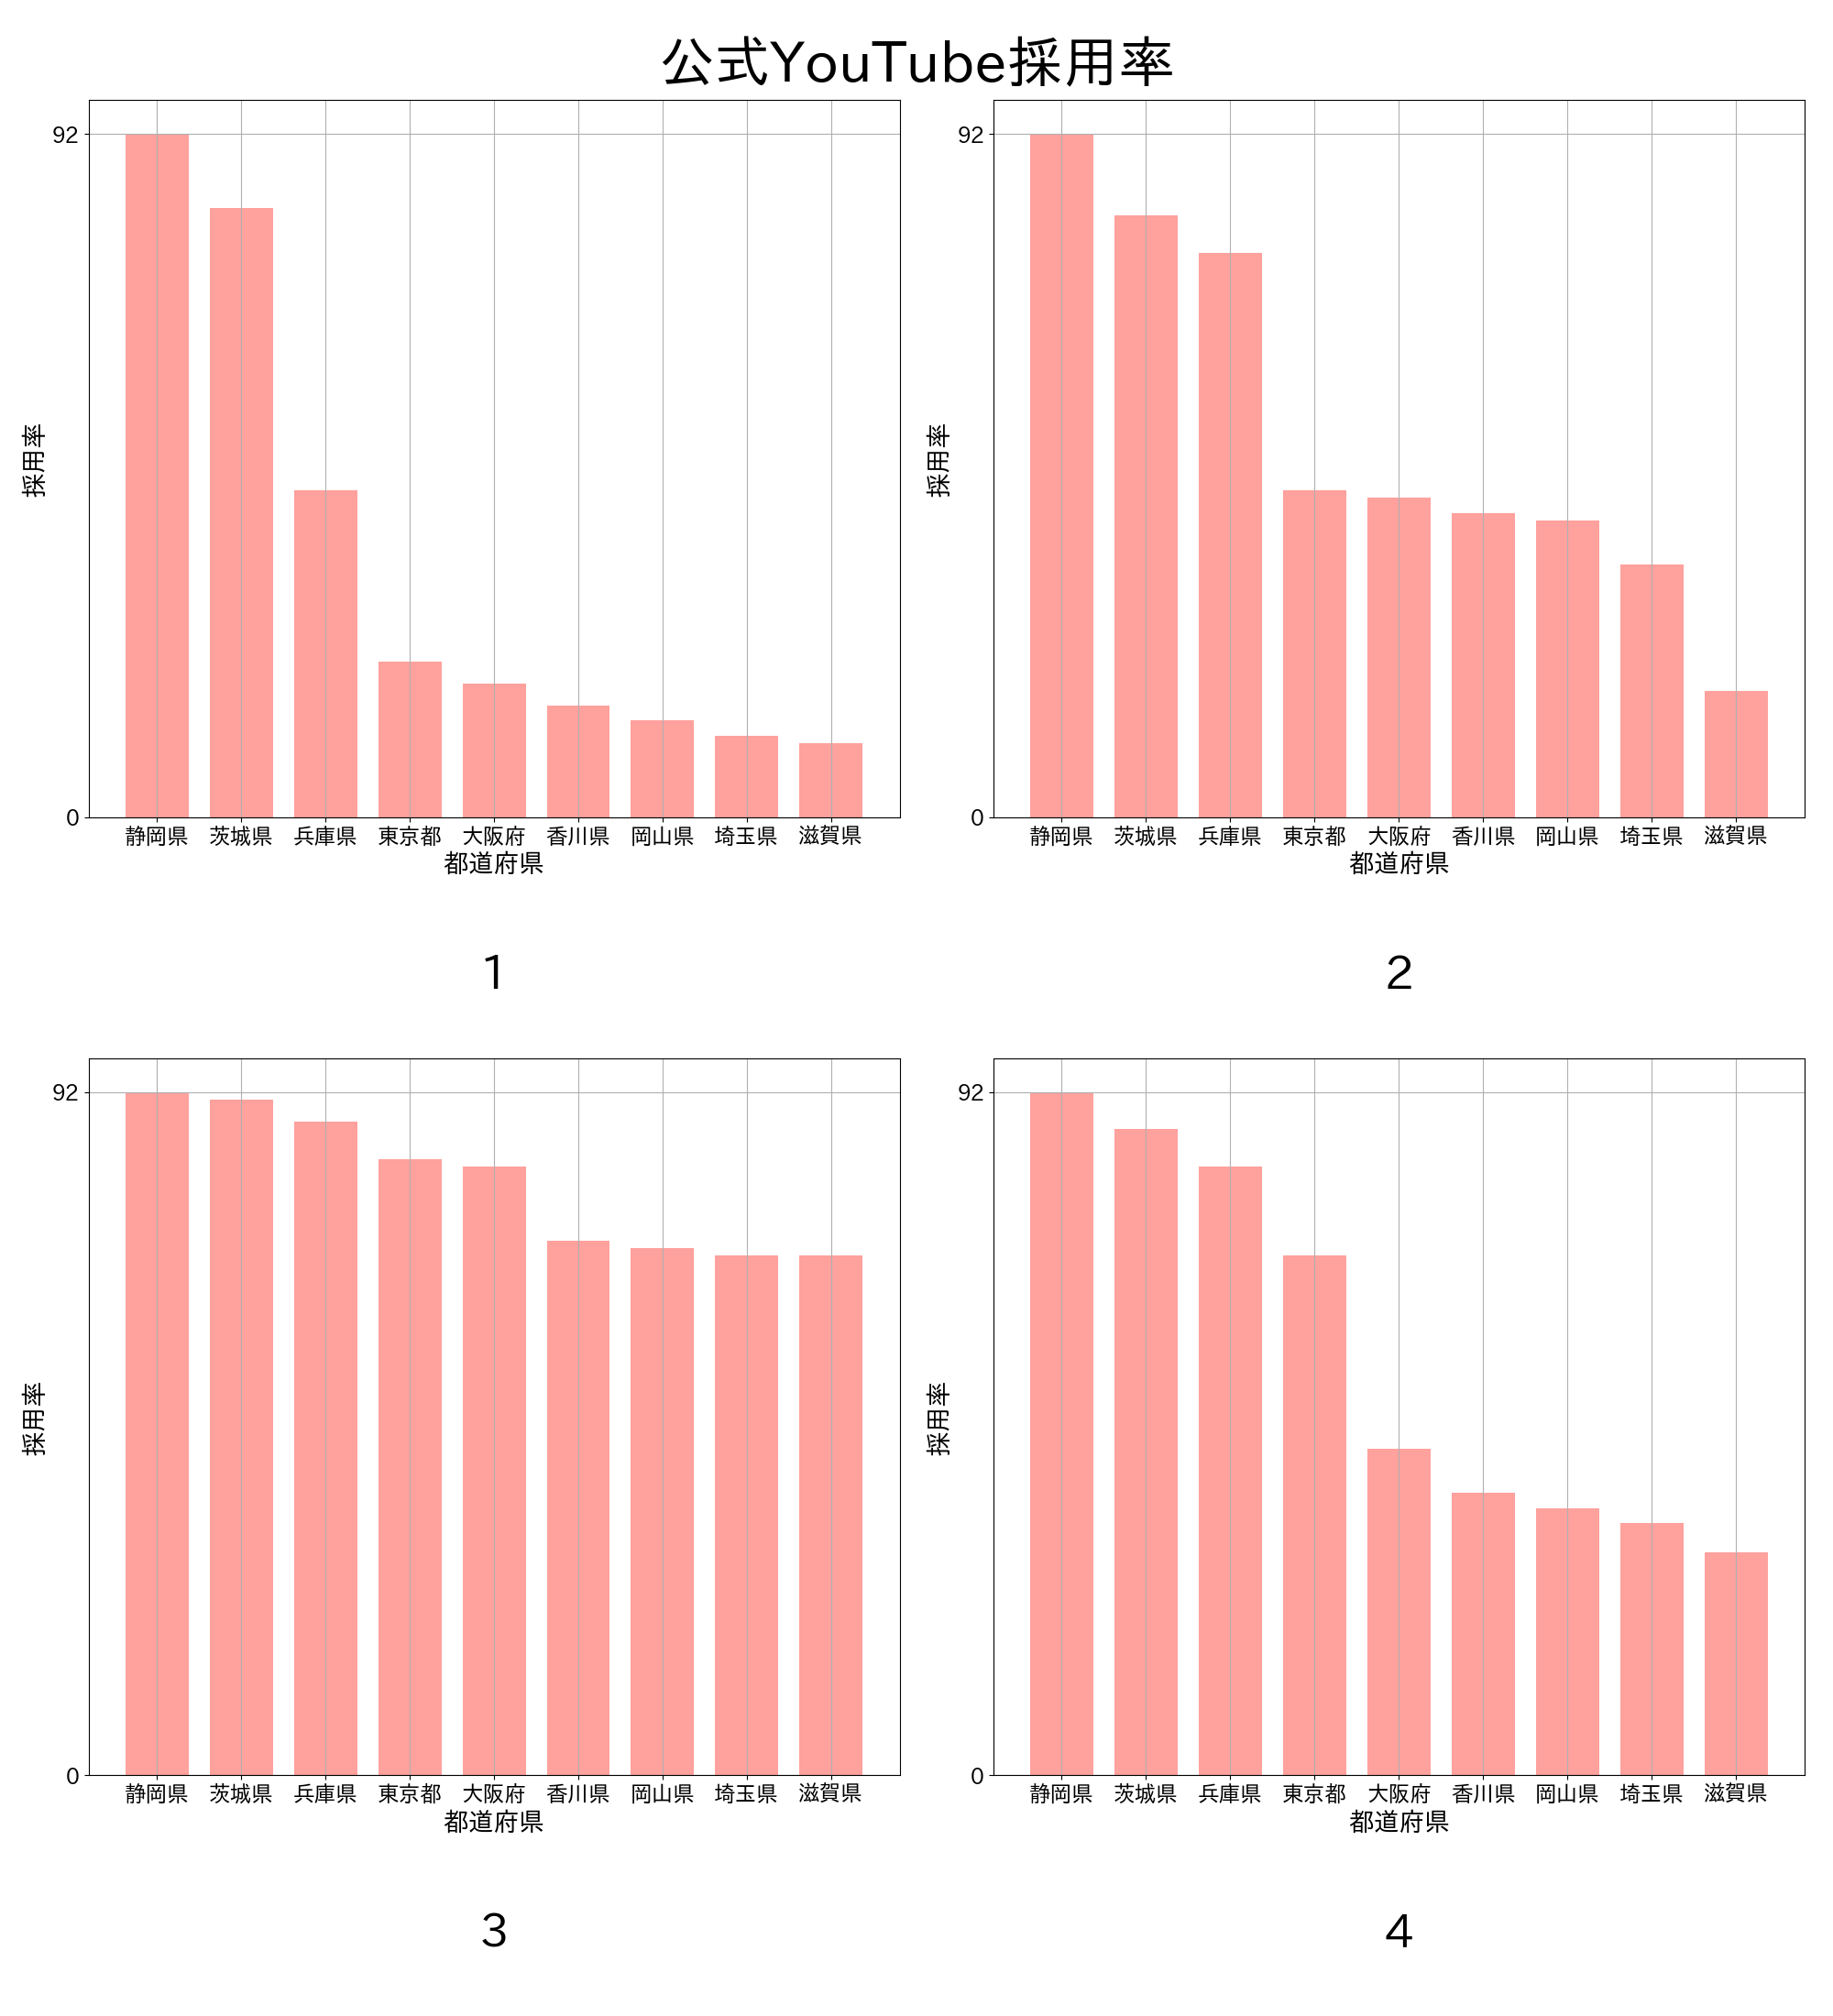 公式YouTube採用率
92
0
採用率
静岡県 茨城県 兵庫県 東京都 大阪府 香川県 岡山県 埼玉県 滋賀県
都道府県
1
92
0
採用率
静岡県 茨城県 兵庫県 東京都 大阪府 香川県 岡山県 埼玉県 滋賀県
都道府県
2
92
0
採用率
静岡県 茨城県 兵庫県 東京都 大阪府 香川県 岡山県 埼玉県 滋賀県
都道府県
3
92
0
採用率
静岡県 茨城県 兵庫県 東京都 大阪府 香川県 岡山県 埼玉県 滋賀県
都道府県
4